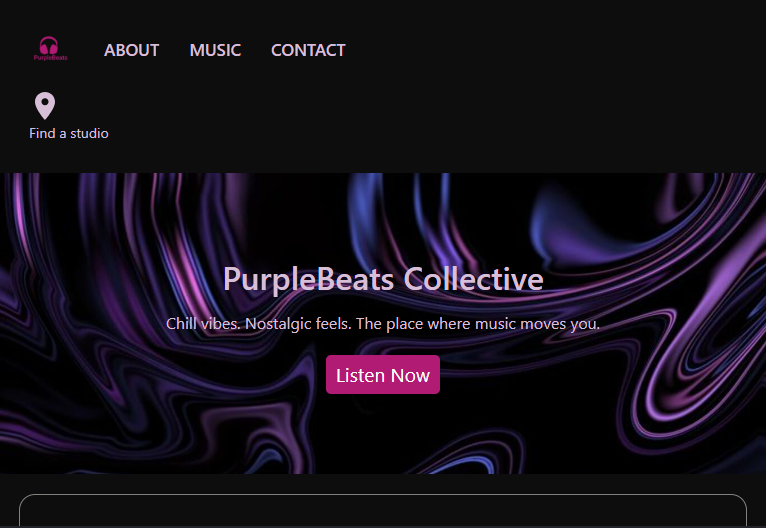 PurpleBeats
ABOUT MUSIC CONTACT
Find a studio
PurpleBeats Collective
Chill vibes. Nostalgic feels. The place where music moves you.
Listen Now